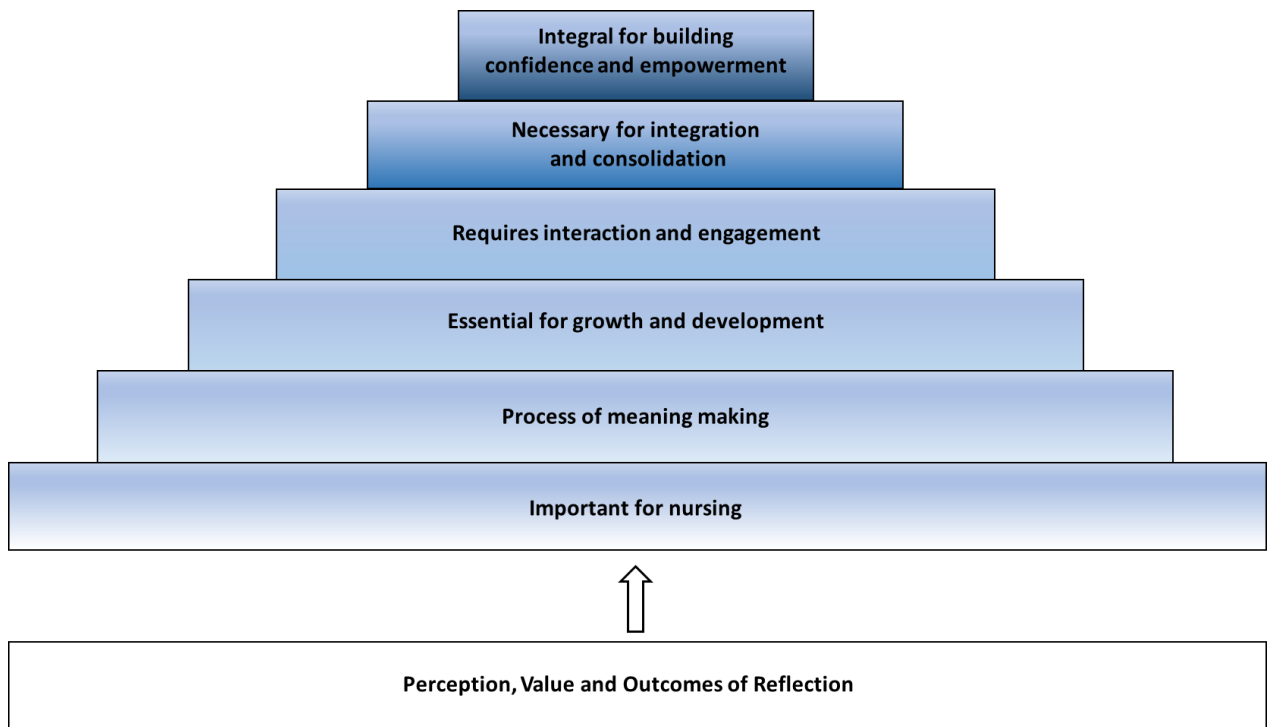 Integral for building
confidence and empowerment
Necessary for integration
and consolidation
Requires interaction and engagement
Essential for growth and development
Process of meaning making
Important for nursing
Perception, Value and Outcomes of Reflection